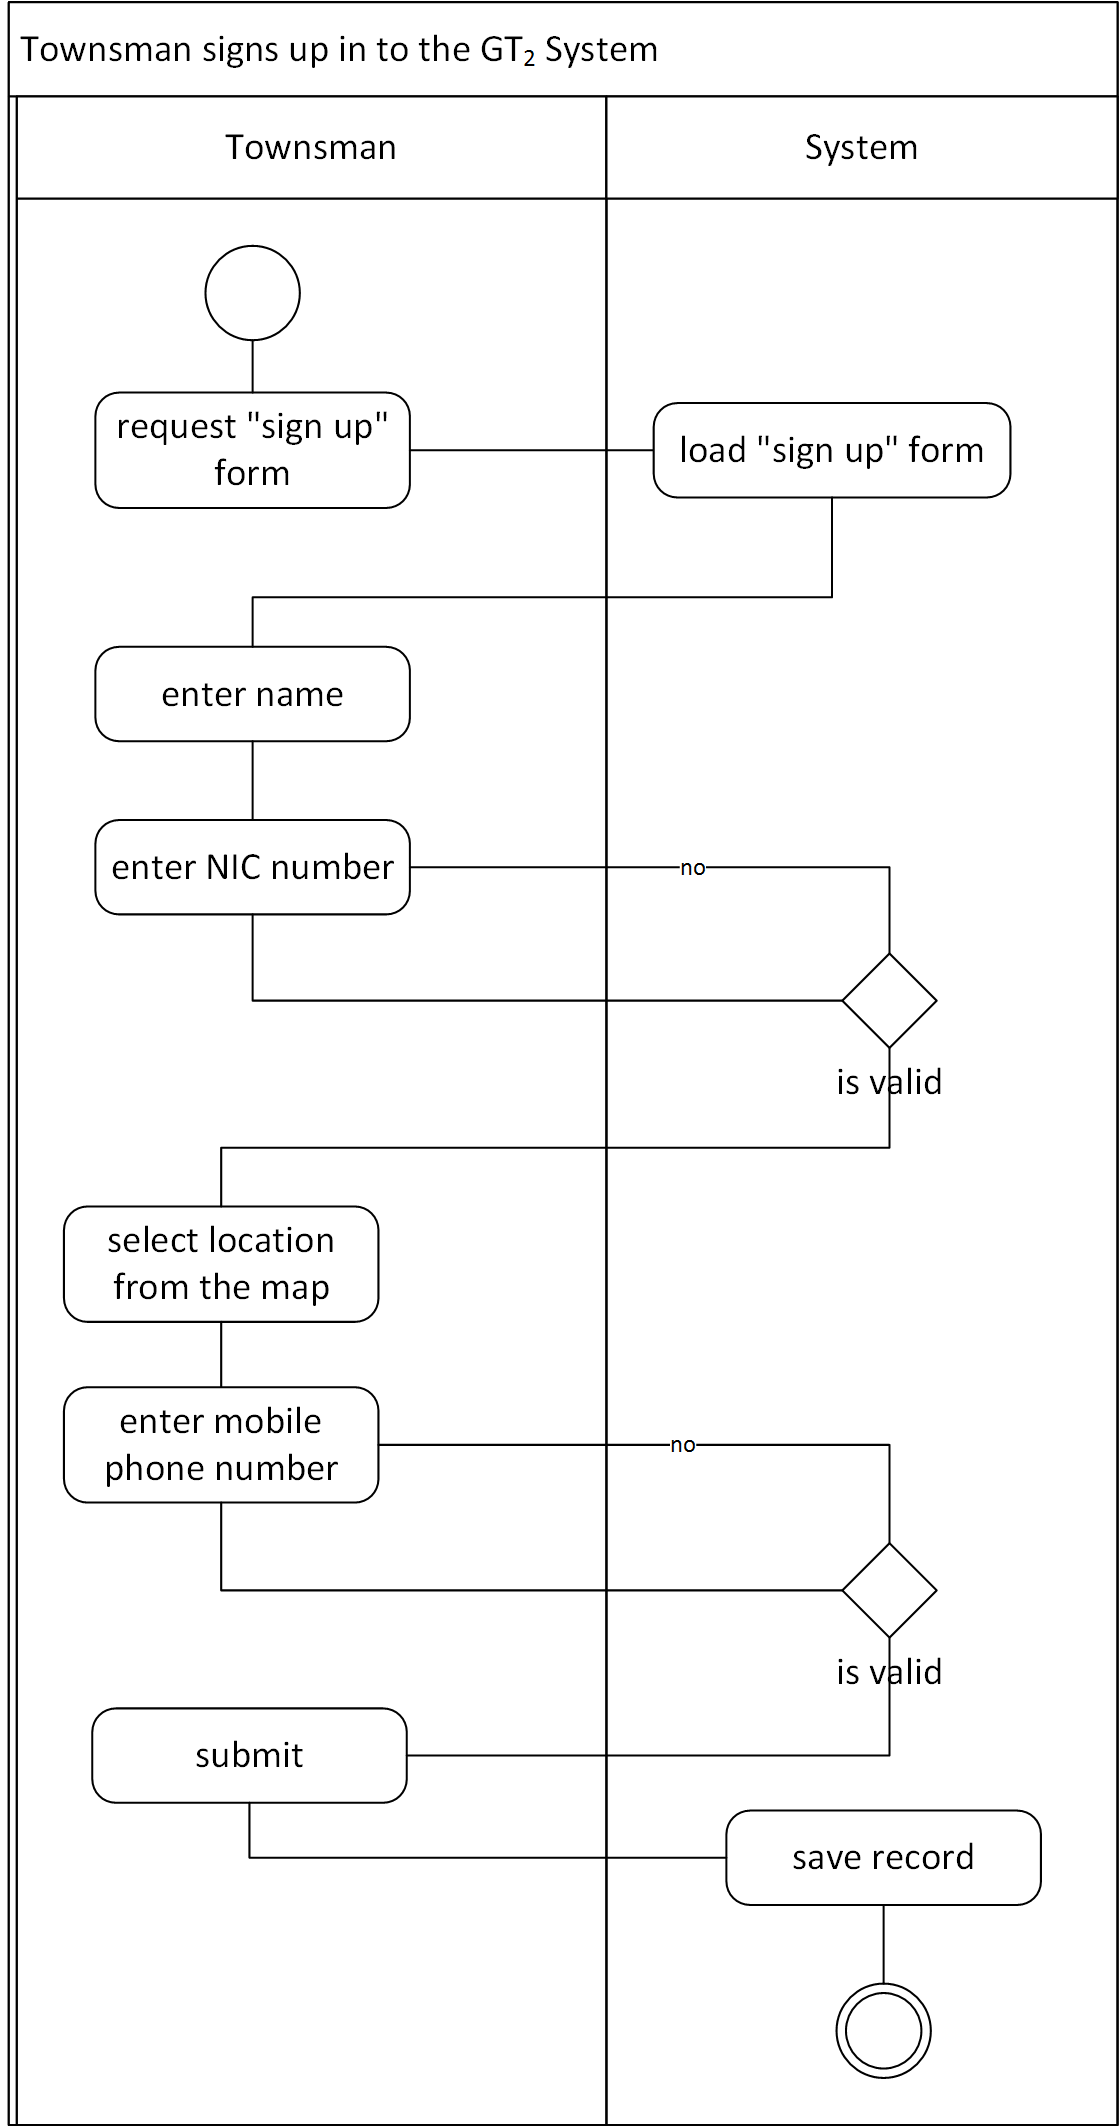 Townsman signs up in to the GT₂ System
Townsman
System
request "sign up"
form
load "sign up" form
enter name
enter NIC number
no
is valid
select location
from the map
enter mobile
phone number
no
is valid
submit
save record